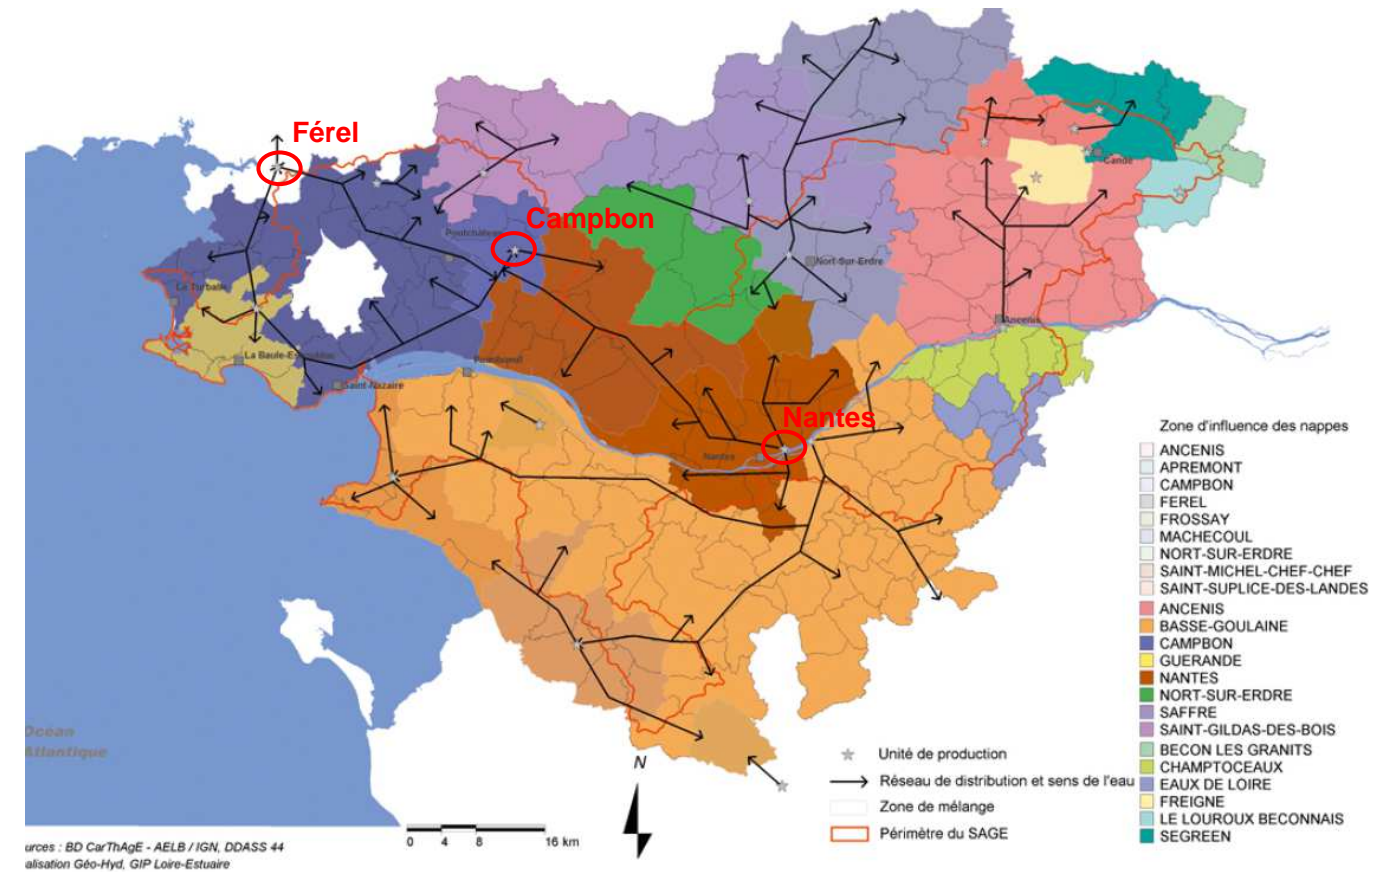 Férel
Campbon
Pontchâteau
Nort-Sur-Erdre
Candé
La Turballe
Ancenis
La Baule-Escoublac
Saint-Nazaire
Paimboeuf
Nantes
Nantes
Océan
Atlantique
Zone d'influence des nappes
ANCENIS
APREMONT
CAMPBON
FEREL
FROSSAY
MACHECOUL
NORT-SUR-ERDRE
SAINT-MICHEL-CHEF-CHEF
SAINT-SUPLICE-DES-LANDES
ANCENIS
BASSE-GOULAINE
CAMPBON
GUERANDE
NANTES
NORT-SUR-ERDRE
SAFFRE
SAINT-GILDAS-DES-BOIS
BECON LES GRANITS
CHAMPTOCEAUX
EAUX DE LOIRE
FREIGNE
LE LOUROUX BECONNAIS
SEGREEN
Unité de production
Réseau de distribution et sens de l'eau
Zone de mélange
Périmètre du SAGE
N
0 4 8 16 km
urces : BD CarThAgE - AELB / IGN, DDASS 44
alisation Géo-Hyd, GIP Loire-Estuaire